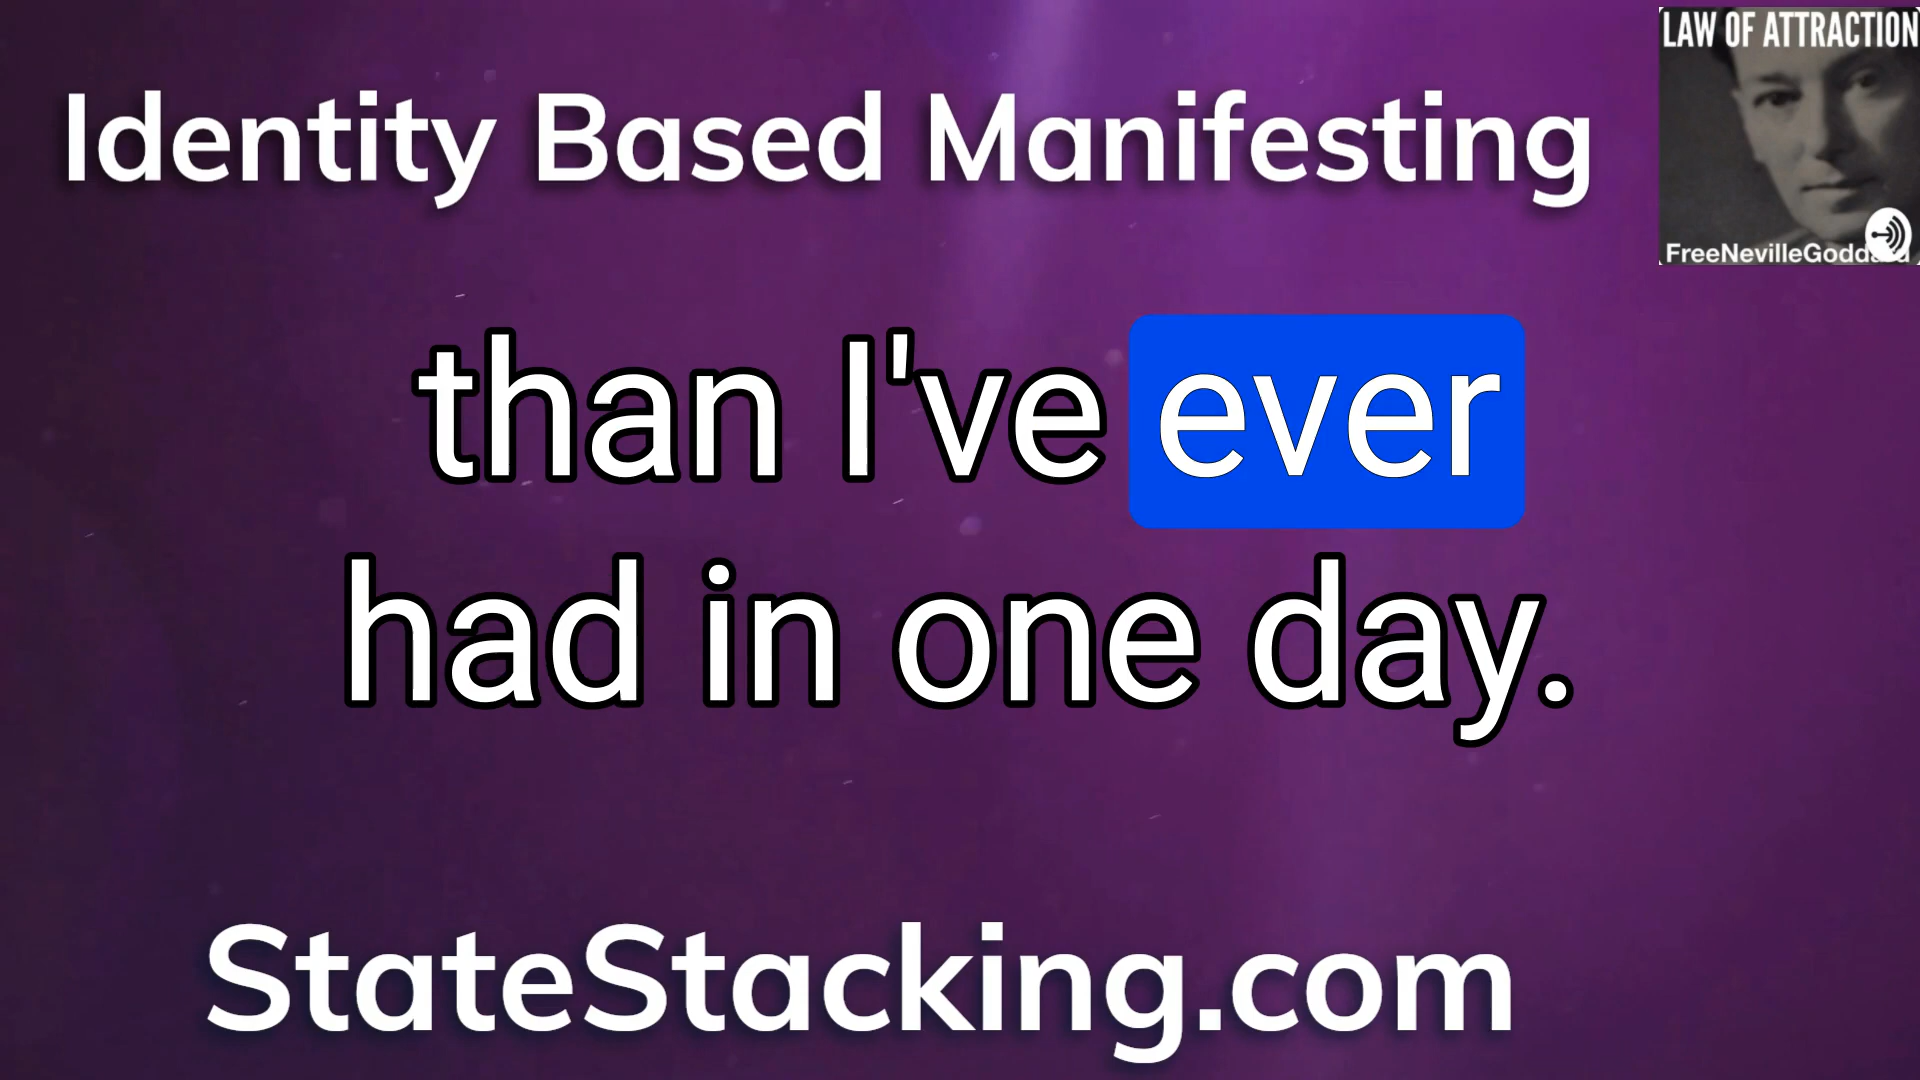 LAW OF ATTRACTION
Identity Based Manifesting
than I've ever
had in one day.
StateStacking.com